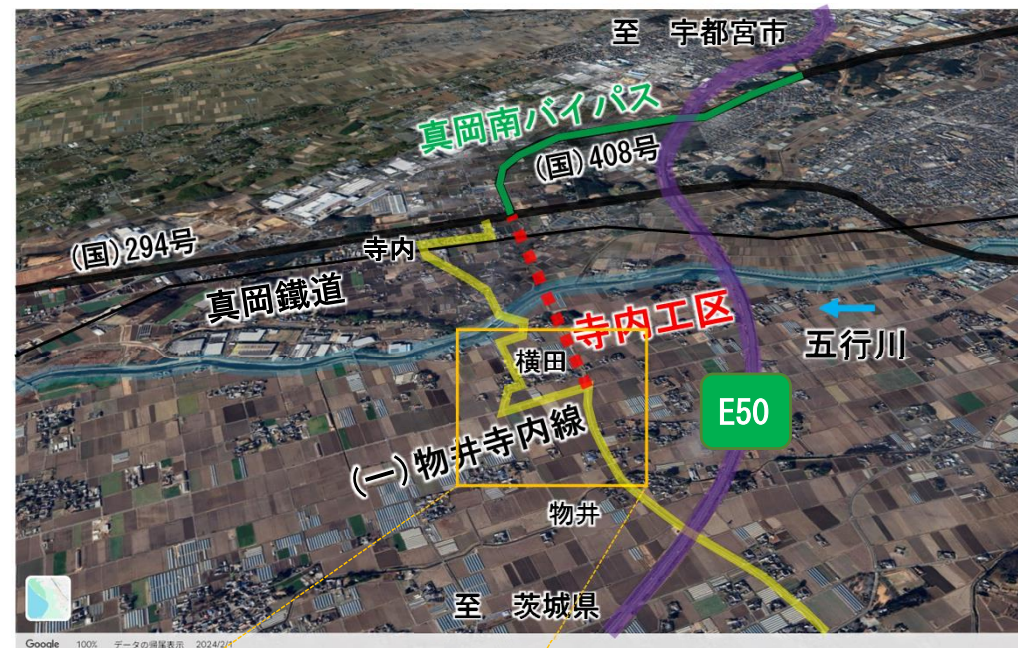 至　宇都宮市
真岡南バイパス
(国)408号
(国)294号
寺内
真岡鐵道
寺内工区
五行川
横田
E50
(一)物井寺内線
物井
至　茨城県
Google　100%　データの帰属表示　2024/2/1